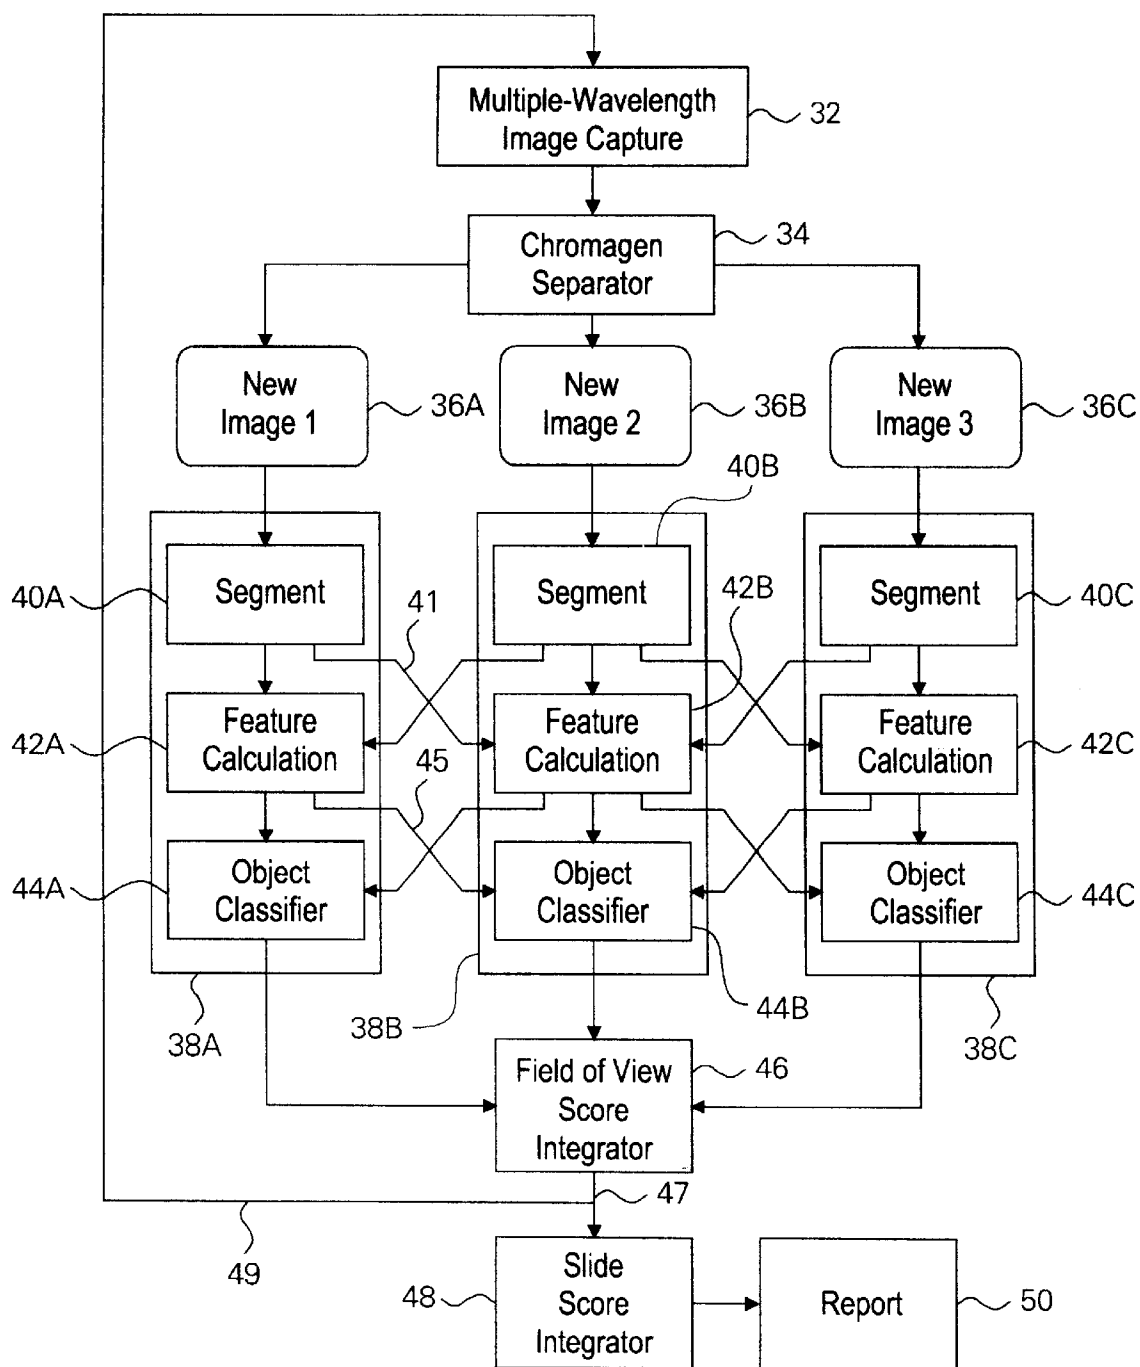 Multiple-Wavelength
Image Capture
32
Chromagen
Separator
34
New
Image 1
36A
New
Image 2
36B
New
Image 3
36C
40B
Segment
40A
41
Segment
42B
Segment
40C
Feature
Calculation
42A
45
Feature
Calculation
Feature
Calculation
42C
Object
Classifier
44A
Object
Classifier
44B
Object
Classifier
44C
38A
38B
38C
Field of View
Score
Integrator
46
47
49
Slide
Score
Integrator
48
Report
50